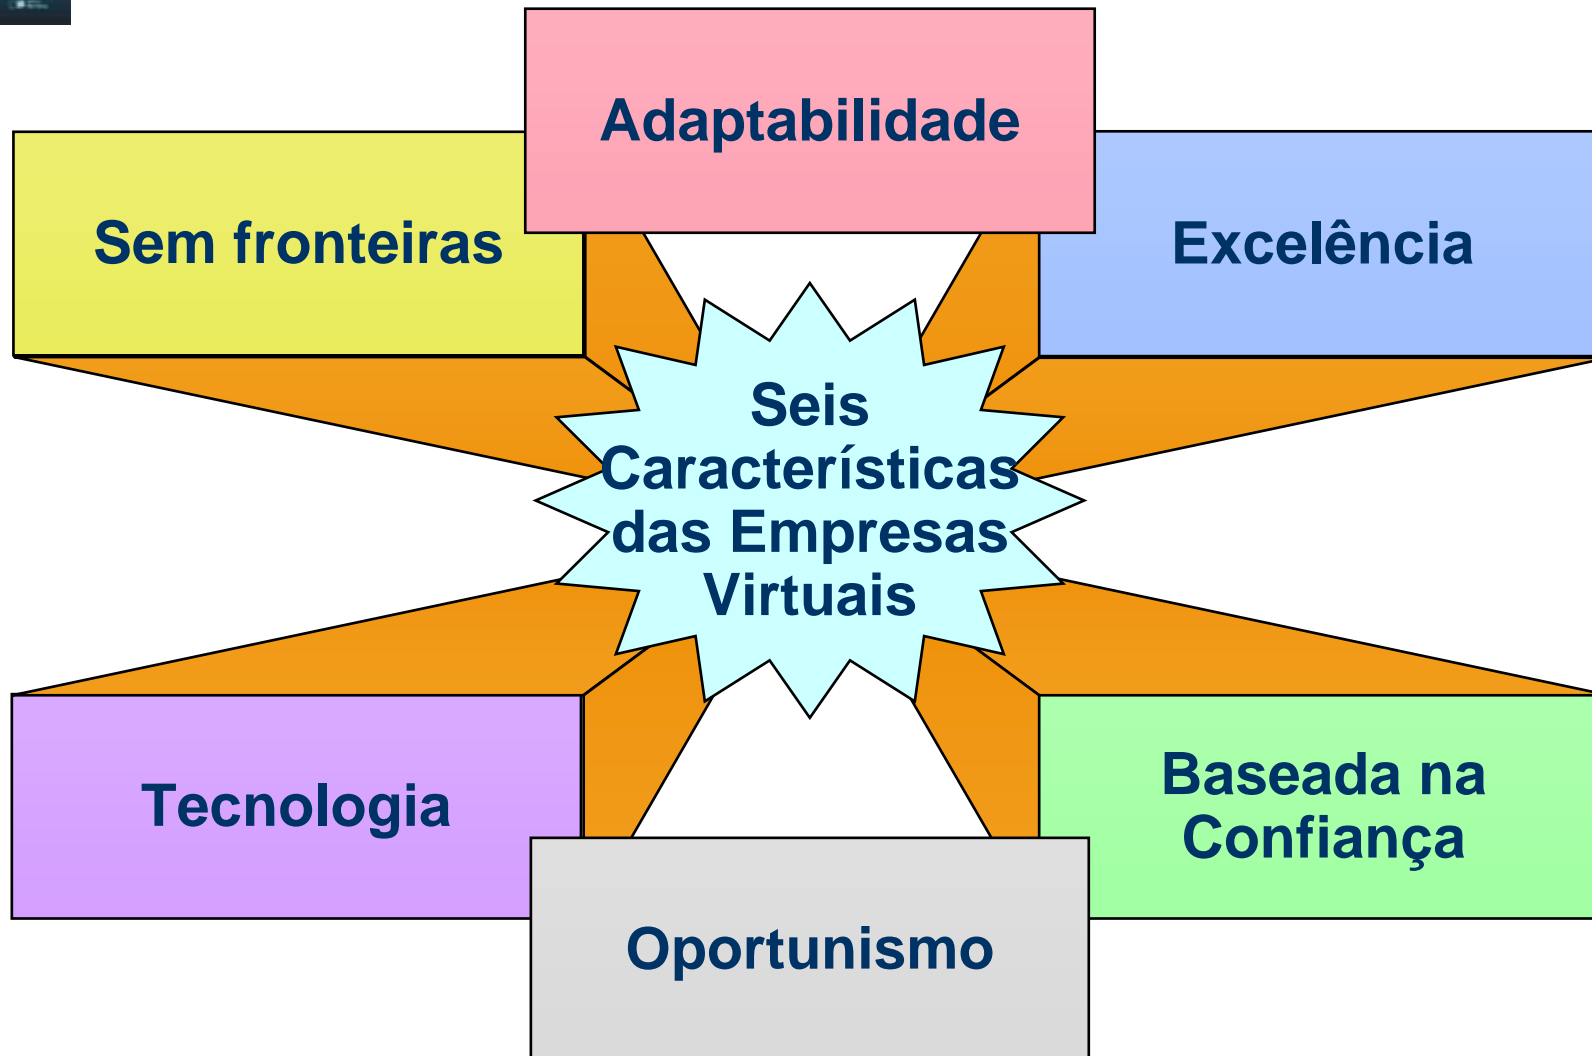 Adaptabilidade
Sem fronteiras
Excelência
Seis
Características
das Empresas
Virtuais
Tecnologia
Baseada na
Confiança
Oportunismo